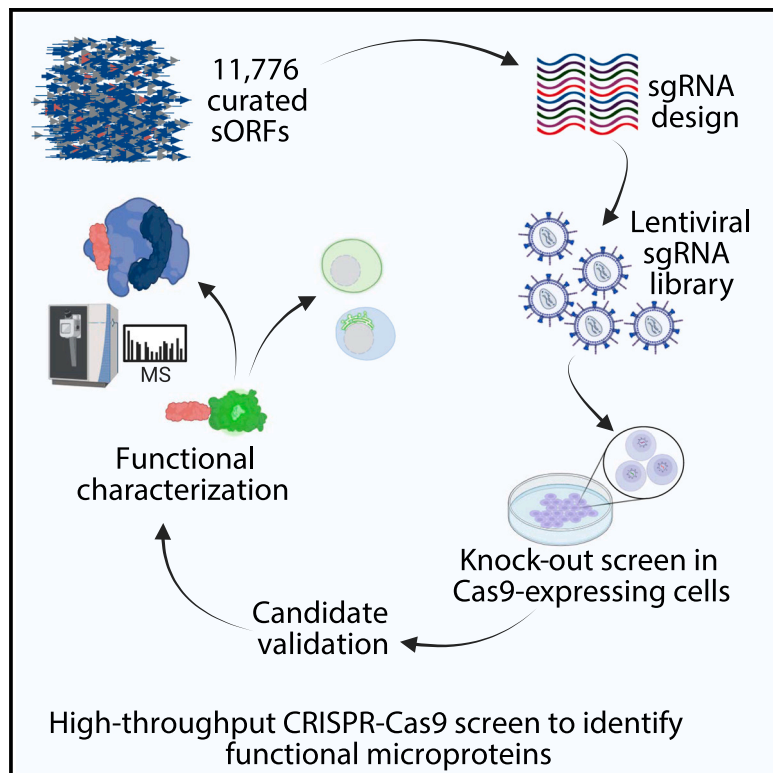 11,776
curated
sORFs
sgRNA
design
Lentiviral
sgRNA
library
Knock-out screen in
Cas9-expressing cells
Candidate
validation
Functional
characterization
MS
High-throughput CRISPR-Cas9 screen to identify
functional microproteins